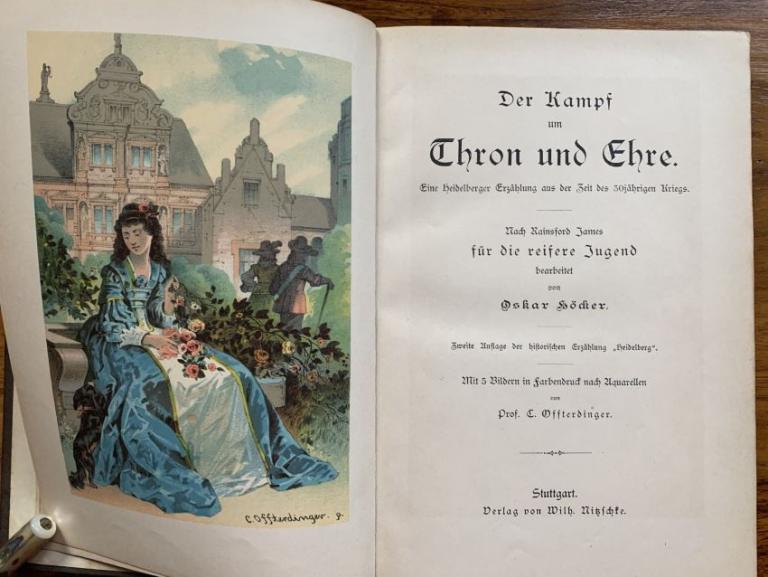 C. Offterdinger.
Der Kampf
um
Thron und Ehre.
Eine Heidelberger Erzählung aus der Zeit des 30jährigen Kriegs.
Nach Rainsford James
für die reifere Jugend
bearbeitet
von
Oskar Höcker.
Zweite Auflage der historischen Erzählung „Heidelberg“.
Mit 5 Bildern in Farbendruck nach Aquarellen
von
Prof. C. Offterdinger.
Stuttgart.
Verlag von Wilh. Nitzschke.